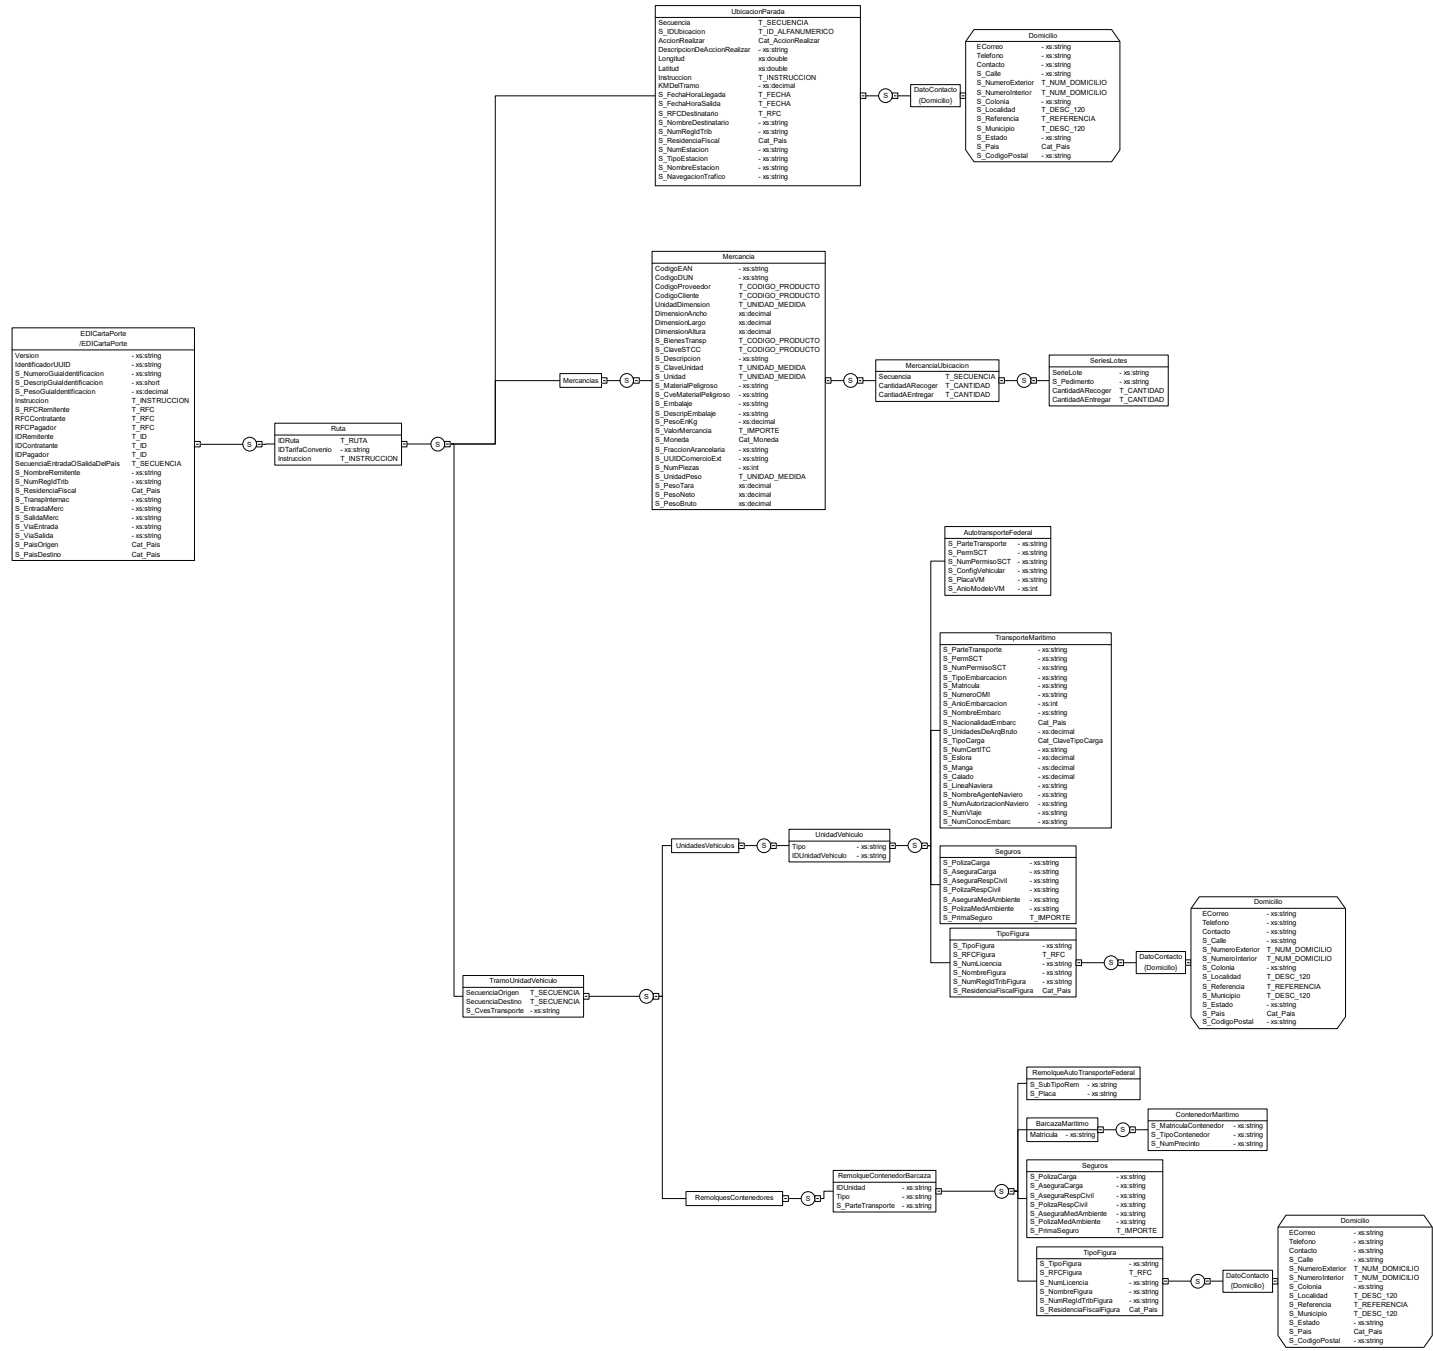 UbicacionParada
Secuencia T_SECUENCIA
S_IDUbicacion T_ID_ALFANUMERICO
AccionRealizar Cat_AccionRealizar
DescripcionDeAccionRealizar - xs:string
Longitud xs:double
Latitud xs:double
Instruccion T_INSTRUCCION
KMDelTramo - xs:decimal
S_FechaHoraLlegada T_FECHA
S_FechaHoraSalida T_FECHA
S_RFCDestinatario T_RFC
S_NombreDestinatario - xs:string
S_NumRegIdTrib - xs:string
S_ResidenciaFiscal Cat_Pais
S_NumEstacion - xs:string
S_TipoEstacion - xs:string
S_NombreEstacion - xs:string
S_NavegacionTrafico - xs:string
S
DatoContacto
{Domicilio}
Domicilio
ECorreo - xs:string
Telefono - xs:string
Contacto - xs:string
S_Calle - xs:string
S_NumeroExterior T_NUM_DOMICILIO
S_NumeroInterior T_NUM_DOMICILIO
S_Colonia - xs:string
S_Localidad T_DESC_120
S_Referencia T_REFERENCIA
S_Municipio T_DESC_120
S_Estado - xs:string
S_Pais Cat_Pais
S_CodigoPostal - xs:string
EDICartaPorte
/EDICartaPorte
Version - xs:string
IdentificadorUUID - xs:string
S_NumeroGuiaIdentificacion - xs:string
S_DescripGuiaIdentificacion - xs:short
S_PesoGuiaIdentificacion - xs:decimal
Instruccion T_INSTRUCCION
S_RFCRemitente T_RFC
RFCContratante T_RFC
RFCPagador T_RFC
IDRemitente T_ID
IDContratante T_ID
IDPagador T_ID
SecuenciaEntradaOSalidaDelPais T_SECUENCIA
S_NombreRemitente - xs:string
S_NumRegIdTrib - xs:string
S_ResidenciaFiscal Cat_Pais
S_TranspInternac - xs:string
S_EntradaMerc - xs:string
S_SalidaMerc - xs:string
S_ViaEntrada - xs:string
S_ViaSalida - xs:string
S_PaisOrigen Cat_Pais
S_PaisDestino Cat_Pais
S
Ruta
IDRuta T_RUTA
IDTarifaConvenio - xs:string
Instruccion T_INSTRUCCION
S
Mercancias
S
Mercancia
CodigoEAN - xs:string
CodigoDUN - xs:string
CodigoProveedor T_CODIGO_PRODUCTO
CodigoCliente T_CODIGO_PRODUCTO
UnidadDimension T_UNIDAD_MEDIDA
DimensionAncho xs:decimal
DimensionLargo xs:decimal
DimensionAltura xs:decimal
S_BienesTransp T_CODIGO_PRODUCTO
S_ClaveSTCC T_CODIGO_PRODUCTO
S_Descripcion - xs:string
S_ClaveUnidad T_UNIDAD_MEDIDA
S_Unidad T_UNIDAD_MEDIDA
S_MaterialPeligroso - xs:string
S_CveMaterialPeligroso - xs:string
S_Embalaje - xs:string
S_DescripEmbalaje - xs:string
S_PesoEnKg - xs:decimal
S_ValorMercancia T_IMPORTE
S_Moneda Cat_Moneda
S_FraccionArancelaria - xs:string
S_UUIDComercioExt - xs:string
S_NumPiezas - xs:int
S_UnidadPeso T_UNIDAD_MEDIDA
S_PesoTara xs:decimal
S_PesoNeto xs:decimal
S_PesoBruto xs:decimal
S
MercanciaUbicacion
Secuencia T_SECUENCIA
CantidadARecoger T_CANTIDAD
CantiadAEntregar T_CANTIDAD
S
SeriesLotes
SerieLote - xs:string
S_Pedimento - xs:string
CantidadARecoger T_CANTIDAD
CantidadAEntregar T_CANTIDAD
TramoUnidadVehiculo
SecuenciaOrigen T_SECUENCIA
SecuenciaDestino T_SECUENCIA
S_CvesTransporte - xs:string
S
UnidadesVehiculos
S
UnidadVehiculo
Tipo - xs:string
IDUnidadVehiculo - xs:string
S
AutotransporteFederal
S_ParteTransporte - xs:string
S_PermSCT - xs:string
S_NumPermisoSCT - xs:string
S_ConfigVehicular - xs:string
S_PlacaVM - xs:string
S_AnioModeloVM - xs:int
TransporteMaritimo
S_ParteTransporte - xs:string
S_PermSCT - xs:string
S_NumPermisoSCT - xs:string
S_TipoEmbarcacion - xs:string
S_Matricula - xs:string
S_NumeroOMI - xs:string
S_AnioEmbarcacion - xs:int
S_NombreEmbarc - xs:string
S_NacionalidadEmbarc Cat_Pais
S_UnidadesDeArqBruto - xs:decimal
S_TipoCarga Cat_ClaveTipoCarga
S_NumCertITC - xs:string
S_Eslora - xs:decimal
S_Manga - xs:decimal
S_Calado - xs:decimal
S_LineaNaviera - xs:string
S_NombreAgenteNaviero - xs:string
S_NumAutorizacionNaviero - xs:string
S_NumViaje - xs:string
S_NumConocEmbarc - xs:string
Seguros
S_PolizaCarga - xs:string
S_AseguraCarga - xs:string
S_AseguraRespCivil - xs:string
S_PolizaRespCivil - xs:string
S_AseguraMedAmbiente - xs:string
S_PolizaMedAmbiente - xs:string
S_PrimaSeguro T_IMPORTE
TipoFigura
S_TipoFigura - xs:string
S_RFCFigura T_RFC
S_NumLicencia - xs:string
S_NombreFigura - xs:string
S_NumRegIdTribFigura - xs:string
S_ResidenciaFiscalFigura Cat_Pais
S
DatoContacto
{Domicilio}
Domicilio
ECorreo - xs:string
Telefono - xs:string
Contacto - xs:string
S_Calle - xs:string
S_NumeroExterior T_NUM_DOMICILIO
S_NumeroInterior T_NUM_DOMICILIO
S_Colonia - xs:string
S_Localidad T_DESC_120
S_Referencia T_REFERENCIA
S_Municipio T_DESC_120
S_Estado - xs:string
S_Pais Cat_Pais
S_CodigoPostal - xs:string
RemolquesContenedores
S
RemolqueContenedorBarcaza
IDUnidad - xs:string
Tipo - xs:string
S_ParteTransporte - xs:string
S
RemolqueAutoTransporteFederal
S_SubTipoRem - xs:string
S_Placa - xs:string
BarcazaMaritimo
Matricula - xs:string
S
ContenedorMaritimo
S_MatriculaContenedor - xs:string
S_TipoContenedor - xs:string
S_NumPrecinto - xs:string
Seguros
S_PolizaCarga - xs:string
S_AseguraCarga - xs:string
S_AseguraRespCivil - xs:string
S_PolizaRespCivil - xs:string
S_AseguraMedAmbiente - xs:string
S_PolizaMedAmbiente - xs:string
S_PrimaSeguro T_IMPORTE
TipoFigura
S_TipoFigura - xs:string
S_RFCFigura T_RFC
S_NumLicencia - xs:string
S_NombreFigura - xs:string
S_NumRegIdTribFigura - xs:string
S_ResidenciaFiscalFigura Cat_Pais
S
DatoContacto
{Domicilio}
Domicilio
ECorreo - xs:string
Telefono - xs:string
Contacto - xs:string
S_Calle - xs:string
S_NumeroExterior T_NUM_DOMICILIO
S_NumeroInterior T_NUM_DOMICILIO
S_Colonia - xs:string
S_Localidad T_DESC_120
S_Referencia T_REFERENCIA
S_Municipio T_DESC_120
S_Estado - xs:string
S_Pais Cat_Pais
S_CodigoPostal - xs:string